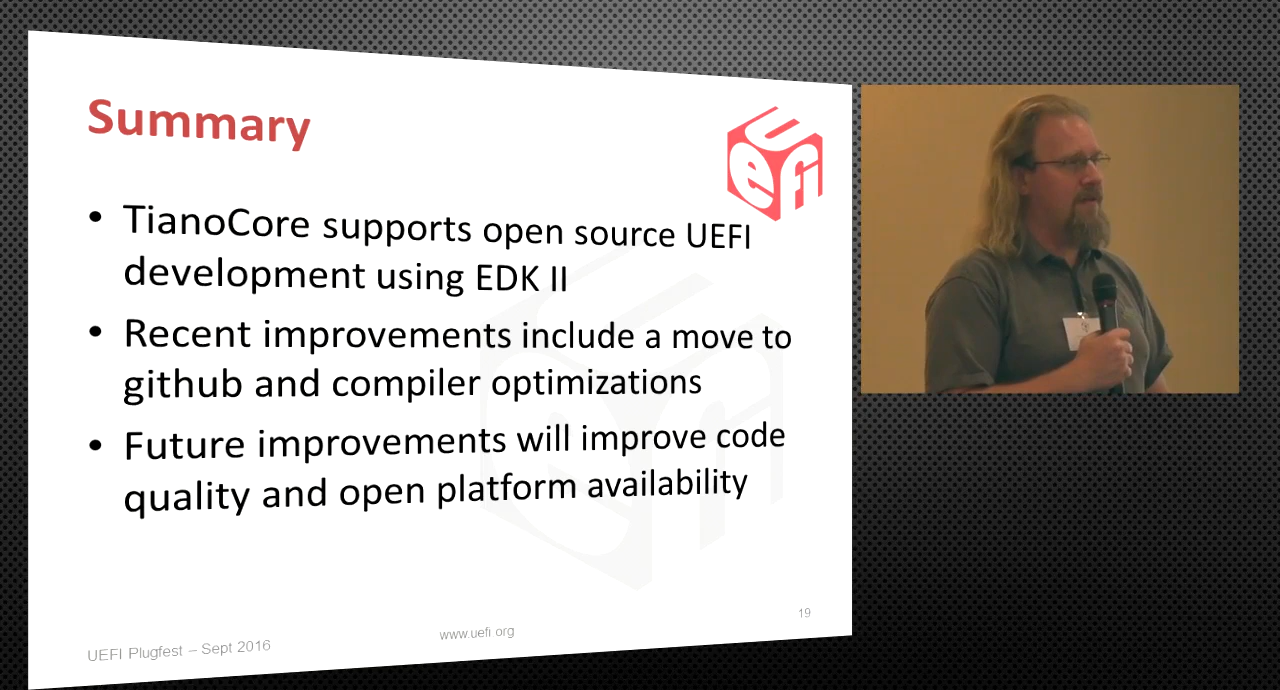 Summary
UEFI
• TianoCore supports open source UEFI
development using EDK II
• Recent improvements include a move to
github and compiler optimizations
• Future improvements will improve code
quality and open platform availability
19
UEFI Plugfest – Sept 2016
www.uefi.org